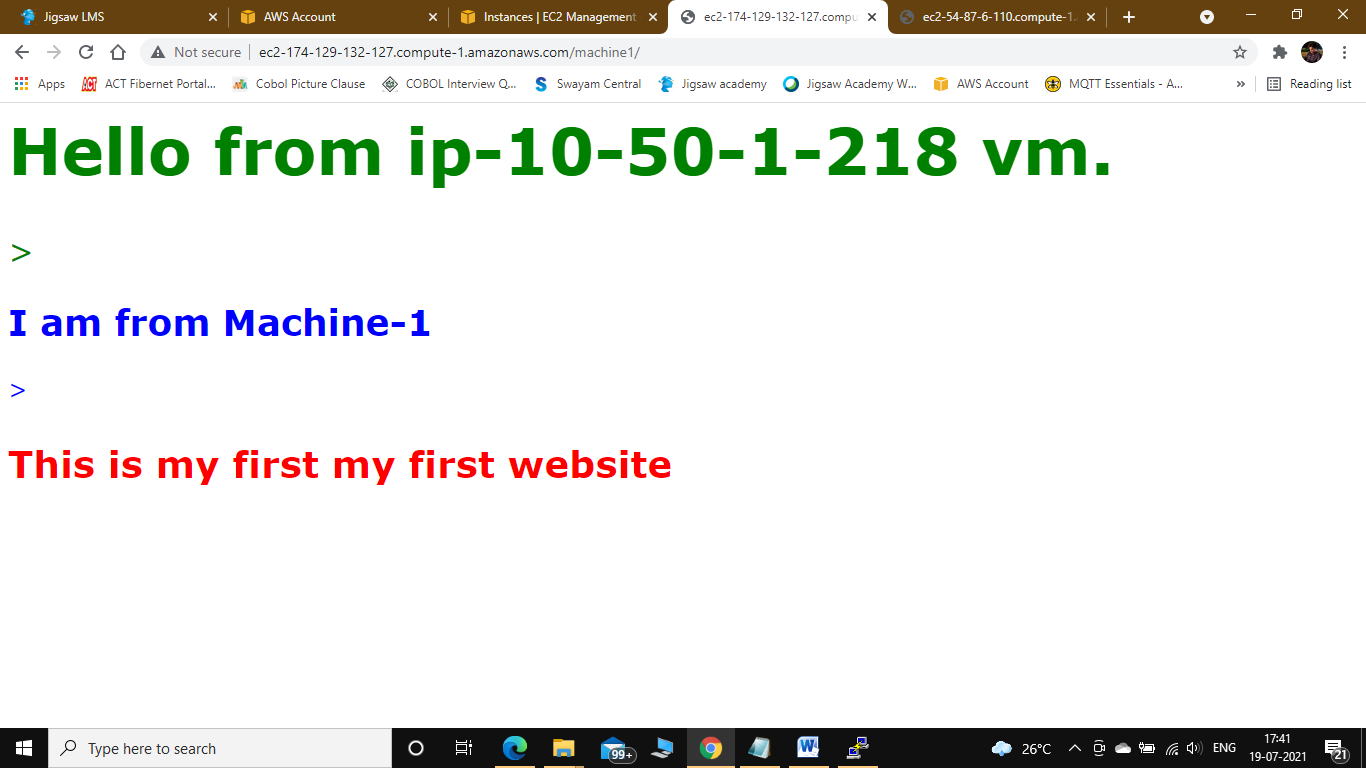 Jigsaw LMS
AWS Account
Instances | EC2 Management
ec2-174-129-132-127.compu
ec2-54-87-6-110.compute-1.
Not secure | ec2-174-129-132-127.compute-1.amazonaws.com/machine1/
Apps
ACT Fibernet Portal...
Cobol Picture Clause
COBOL Interview Q...
Swayam Central
Jigsaw academy
Jigsaw Academy W...
AWS Account
MQTT Essentials - A...
»
Reading list
Hello from ip-10-50-1-218 vm.
>
I am from Machine-1
>
This is my first my first website
Type here to search
99+
26°C
ENG
17:41
19-07-2021
21